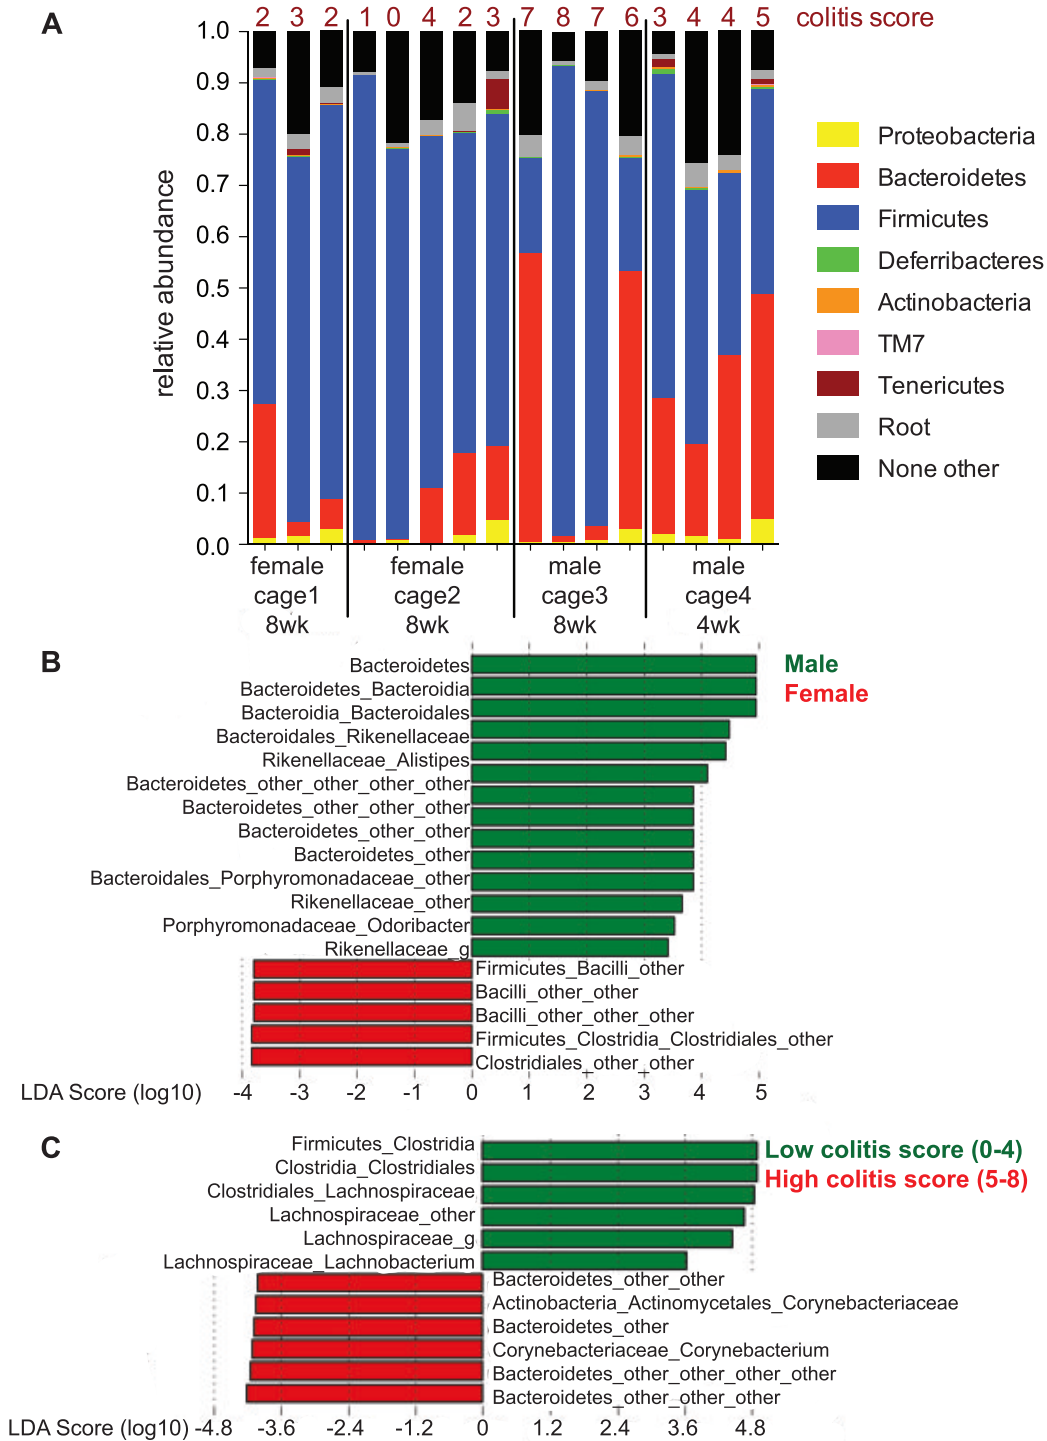 A
2 3 2 1 0 4 2 3 7 8 7 6 3 4 4 5 colitis score
1.0
0.9
0.8
0.7
0.6
0.5
0.4
0.3
0.2
0.1
0.0
relative abundance
Proteobacteria
Bacteroidetes
Firmicutes
Deferribacteres
Actinobacteria
TM7
Tenericutes
Root
None other
female female male male
cage1 cage2 cage3 cage4
8wk 8wk 8wk 4wk
B
Male
Female
Bacteroidetes
Bacteroidetes_Bacteroidia
Bacteroidia_Bacteroidales
Bacteroidales_Rikenellaceae
Rikenellaceae_Alistipes
Bacteroidetes_other_other_other_other
Bacteroidetes_other_other_other
Bacteroidetes_other_other
Bacteroidetes_other
Bacteroidales_Porphyromonadaceae_other
Rikenellaceae_other
Porphyromonadaceae_Odoribacter
Rikenellaceae_g
Firmicutes_Bacilli_other
Bacilli_other_other
Bacilli_other_other_other
Firmicutes_Clostridia_Clostridiales_other
Clostridiales_other_other
LDA Score (log10) -4 -3 -2 -1 0 1 2 3 4 5
C
Low colitis score (0-4)
High colitis score (5-8)
Firmicutes_Clostridia
Clostridia_Clostridiales
Clostridiales_Lachnospiraceae
Lachnospiraceae_other
Lachnospiraceae_g
Lachnospiraceae_Lachnobacterium
Bacteroidetes_other_other
Actinobacteria_Actinomycetales_Corynebacteriaceae
Bacteroidetes_other
Corynebacteriaceae_Corynebacterium
Bacteroidetes_other_other_other_other
Bacteroidetes_other_other_other
LDA Score (log10) -4.8 -3.6 -2.4 -1.2 0 1.2 2.4 3.6 4.8